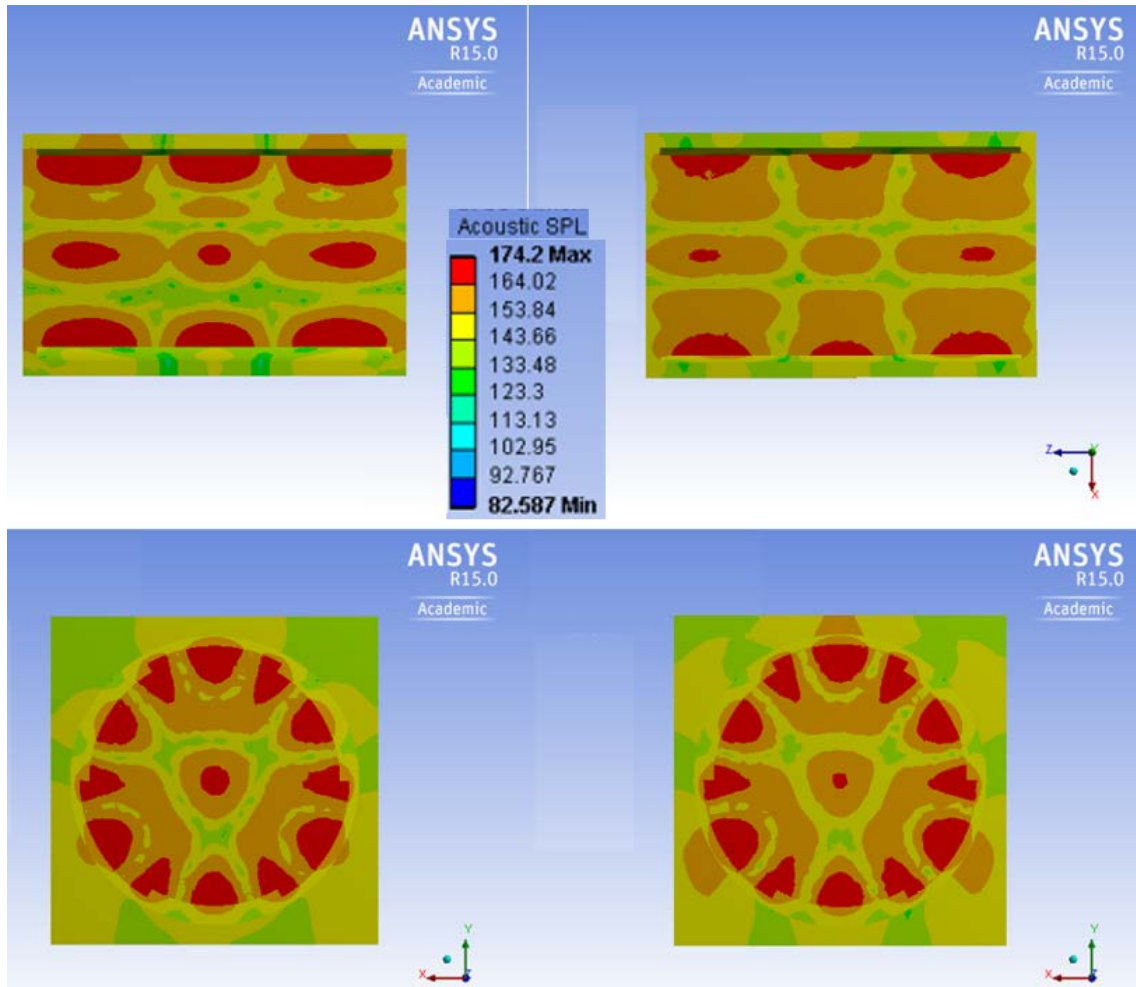 ANSYS
R15.0
Academic
ANSYS
R15.0
Academic
Acoustic SPL
174.2 Max
164.02
153.84
143.66
133.48
123.3
113.13
102.95
92.767
82.587 Min
Z
Y
X
ANSYS
R15.0
Academic
ANSYS
R15.0
Academic
Y
X
Z
Y
X
Z